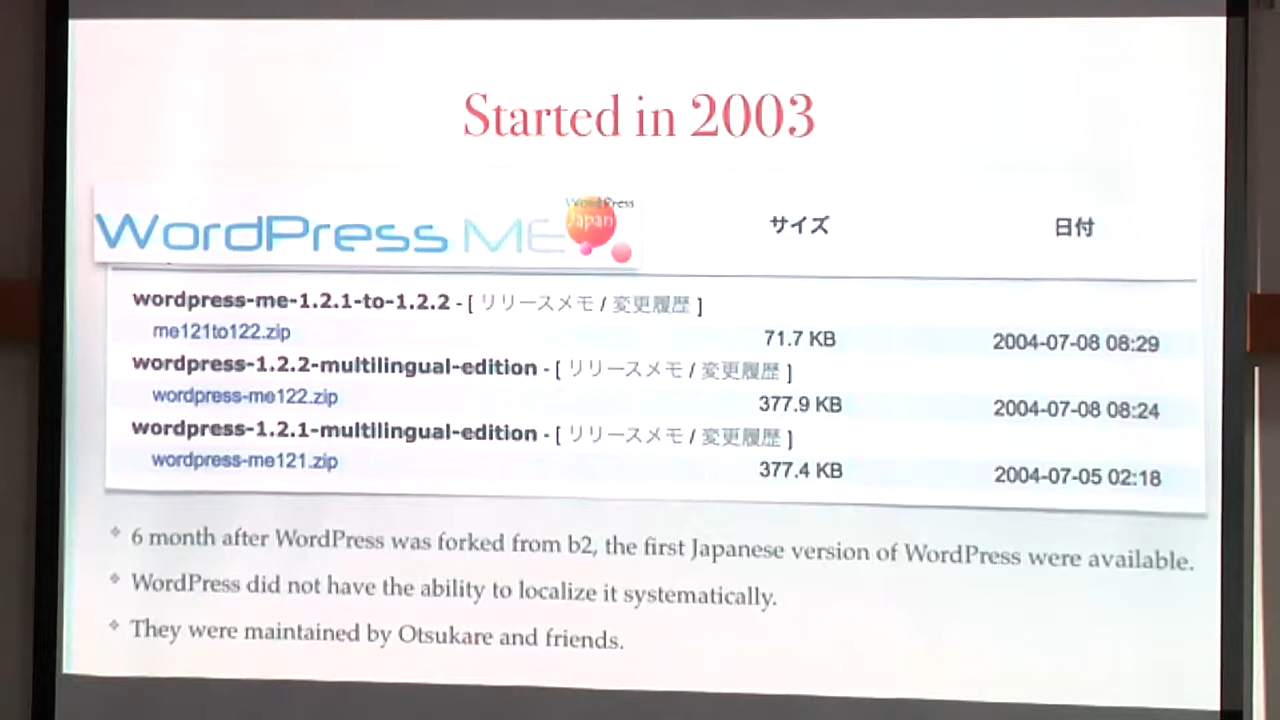 Started in 2003
WordPress ME
WordPress
Japan
サイズ
日付
wordpress-me-1.2.1-to-1.2.2 - [ リリースメモ / 変更履歴 ]
me121to122.zip 71.7 KB 2004-07-08 08:29
wordpress-1.2.2-multilingual-edition - [ リリースメモ / 変更履歴 ]
wordpress-me122.zip 377.9 KB 2004-07-08 08:24
wordpress-1.2.1-multilingual-edition - [ リリースメモ / 変更履歴 ]
wordpress-me121.zip 377.4 KB 2004-07-05 02:18
6 month after WordPress was forked from b2, the first Japanese version of WordPress were available.
WordPress did not have the ability to localize it systematically.
They were maintained by Otsukare and friends.